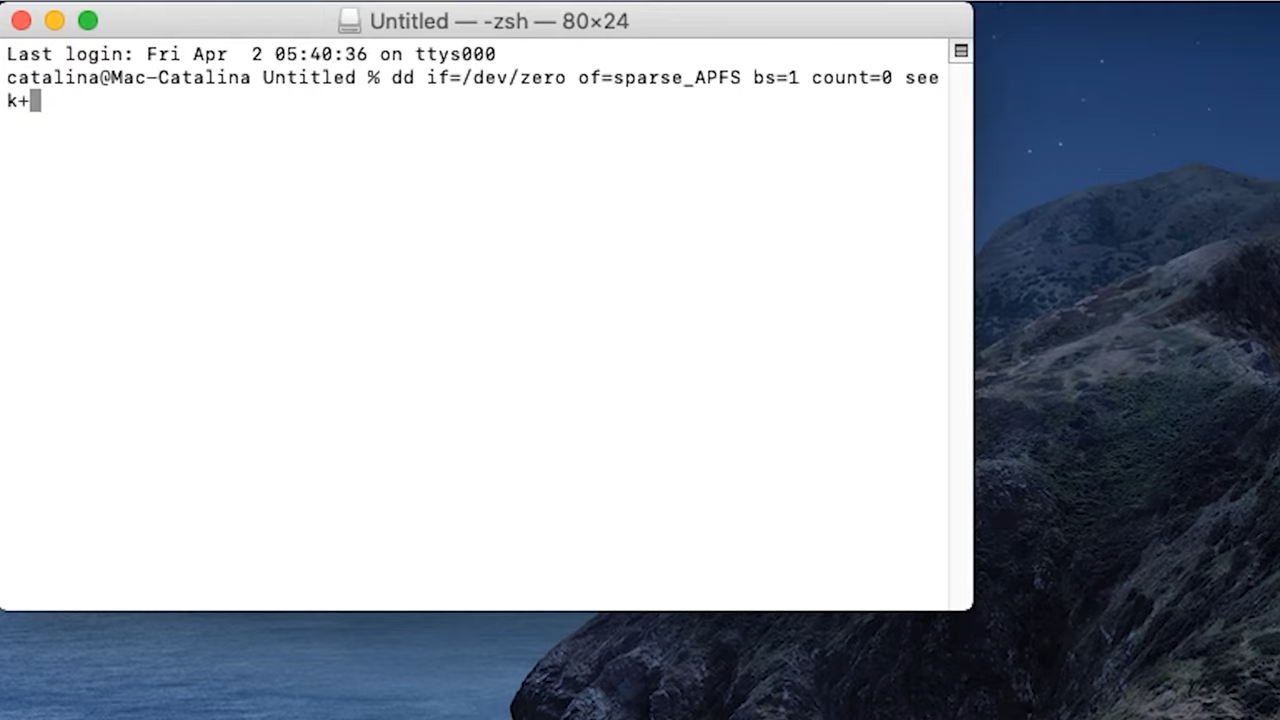 Untitled — -zsh — 80×24
Last login: Fri Apr  2 05:40:36 on ttys000
catalina@Mac-Catalina Untitled % dd if=/dev/zero of=sparse_APFS bs=1 count=0 see
k+